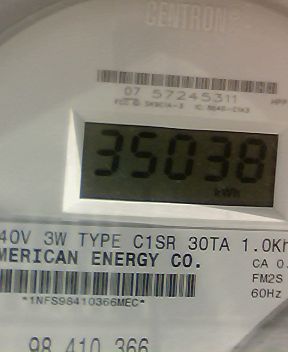 CENTRON
07 57245311
35038
kWh
40V 3W TYPE C1SR 30TA 1.0Kh
MERICAN ENERGY CO.
CA 0.
FM2S
60Hz
*1NFS98410366MEC*
98 410 366